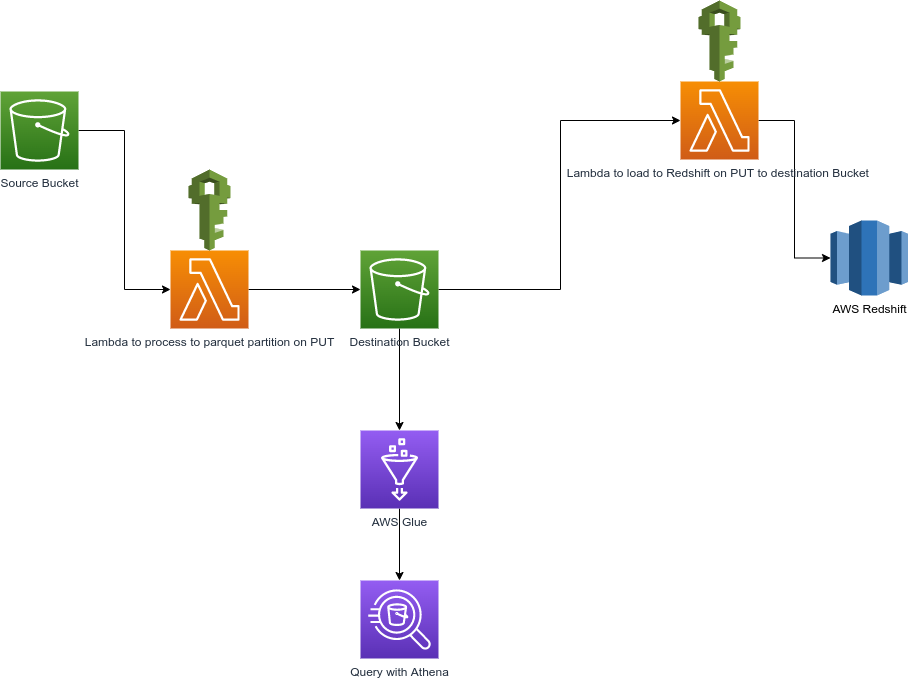 Source Bucket
Lambda to load to Redshift on PUT to destination Bucket
AWS Redshift
Lambda to process to parquet partition on PUT
Destination Bucket
AWS Glue
Query with Athena